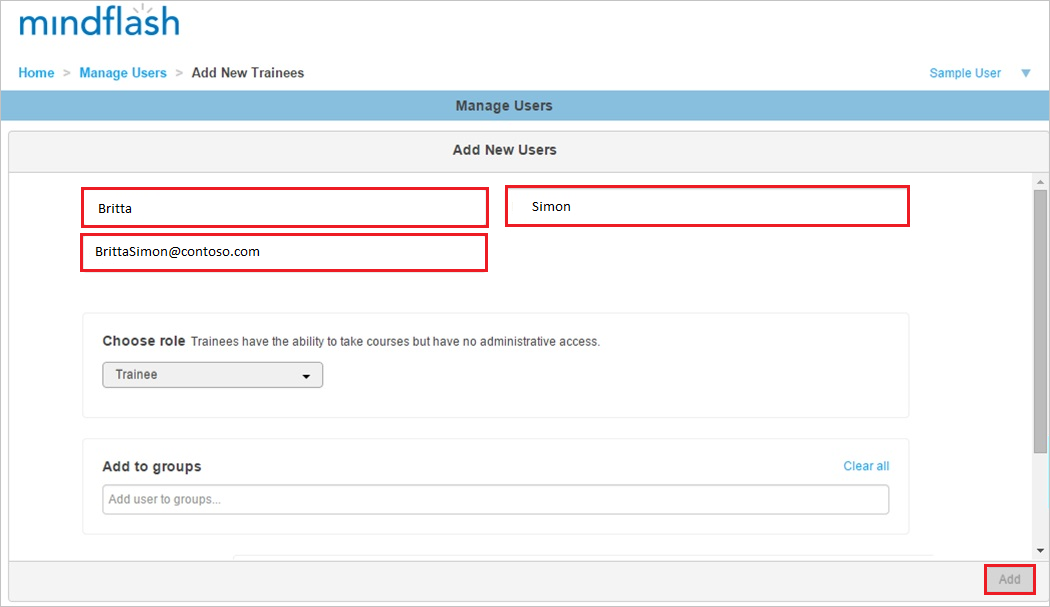 mindflash
Home > Manage Users > Add New Trainees
Sample User
Manage Users
Add New Users
Britta
Simon
BrittaSimon@contoso.com
Choose role Trainees have the ability to take courses but have no administrative access.
Trainee
Add to groups
Clear all
Add user to groups...
Add